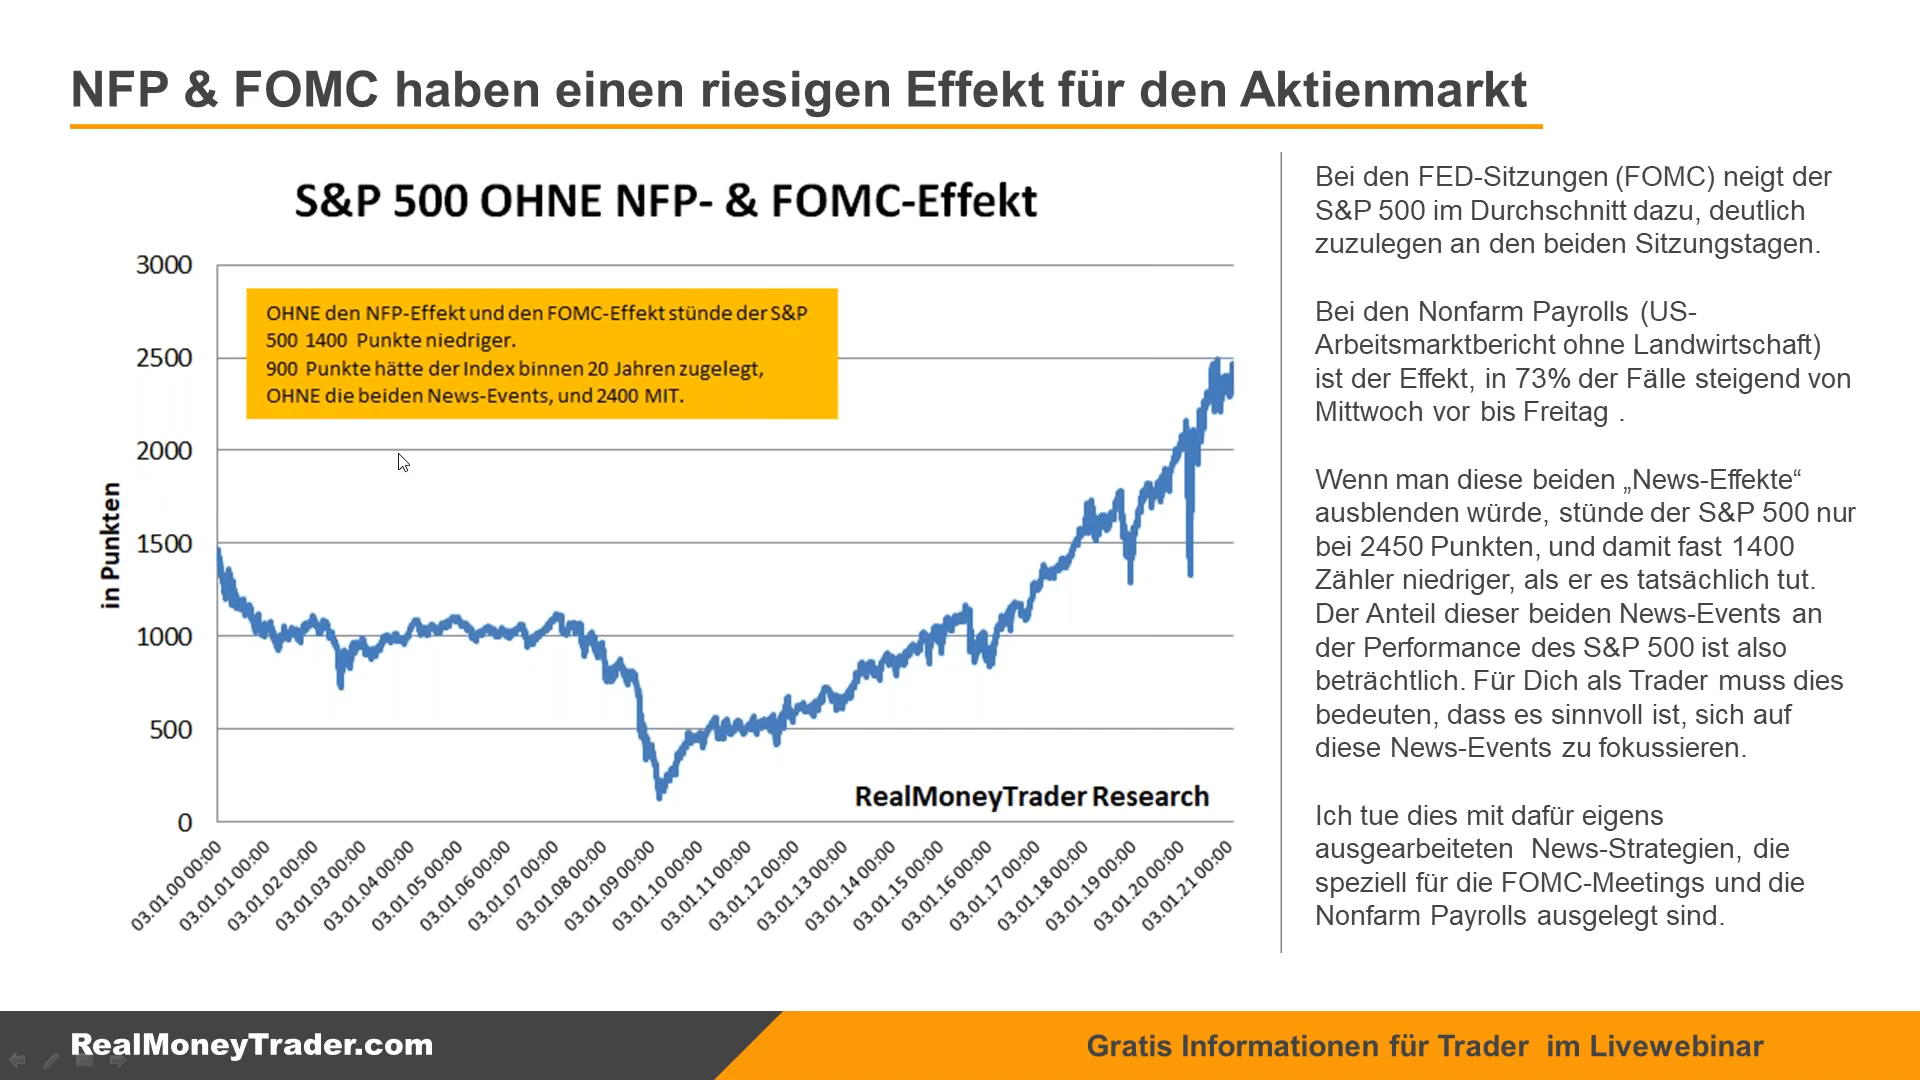 NFP & FOMC haben einen riesigen Effekt für den Aktienmarkt
S&P 500 OHNE NFP- & FOMC-Effekt
3000
2500
2000
1500
1000
500
0
in Punkten
OHNE den NFP-Effekt und den FOMC-Effekt stünde der S&P
500 1400 Punkte niedriger.
900 Punkte hätte der Index binnen 20 Jahren zugelegt,
OHNE die beiden News-Events, und 2400 MIT.
RealMoneyTrader Research
03.01.00 00:00
03.01.01 00:00
03.01.02 00:00
03.01.03 00:00
03.01.04 00:00
03.01.05 00:00
03.01.06 00:00
03.01.07 00:00
03.01.08 00:00
03.01.09 00:00
03.01.10 00:00
03.01.11 00:00
03.01.12 00:00
03.01.13 00:00
03.01.14 00:00
03.01.15 00:00
03.01.16 00:00
03.01.17 00:00
03.01.18 00:00
03.01.19 00:00
03.01.20 00:00
03.01.21 00:00
Bei den FED-Sitzungen (FOMC) neigt der
S&P 500 im Durchschnitt dazu, deutlich
zuzulegen an den beiden Sitzungstagen.
Bei den Nonfarm Payrolls (US-
Arbeitsmarktbericht ohne Landwirtschaft)
ist der Effekt, in 73% der Fälle steigend von
Mittwoch vor bis Freitag .
Wenn man diese beiden „News-Effekte“
ausblenden würde, stünde der S&P 500 nur
bei 2450 Punkten, und damit fast 1400
Zähler niedriger, als er es tatsächlich tut.
Der Anteil dieser beiden News-Events an
der Performance des S&P 500 ist also
beträchtlich. Für Dich als Trader muss dies
bedeuten, dass es sinnvoll ist, sich auf
diese News-Events zu fokussieren.
Ich tue dies mit dafür eigens
ausgearbeiteten News-Strategien, die
speziell für die FOMC-Meetings und die
Nonfarm Payrolls ausgelegt sind.
RealMoneyTrader.com
Gratis Informationen für Trader im Livewebinar